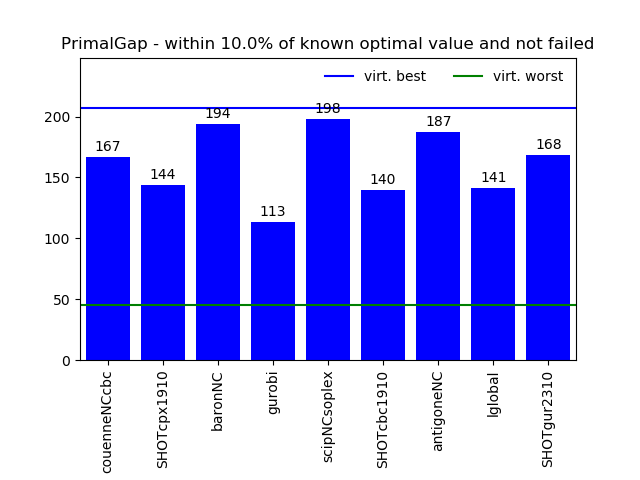 PrimalGap - within 10.0% of known optimal value and not failed
virt. best
virt. worst
200
150
100
50
0
167
144
194
113
198
140
187
141
168
couenneNCcbc
SHOTcpx1910
baronNC
gurobi
scipNCsoplex
SHOTcbc1910
antigoneNC
lglobal
SHOTgur2310